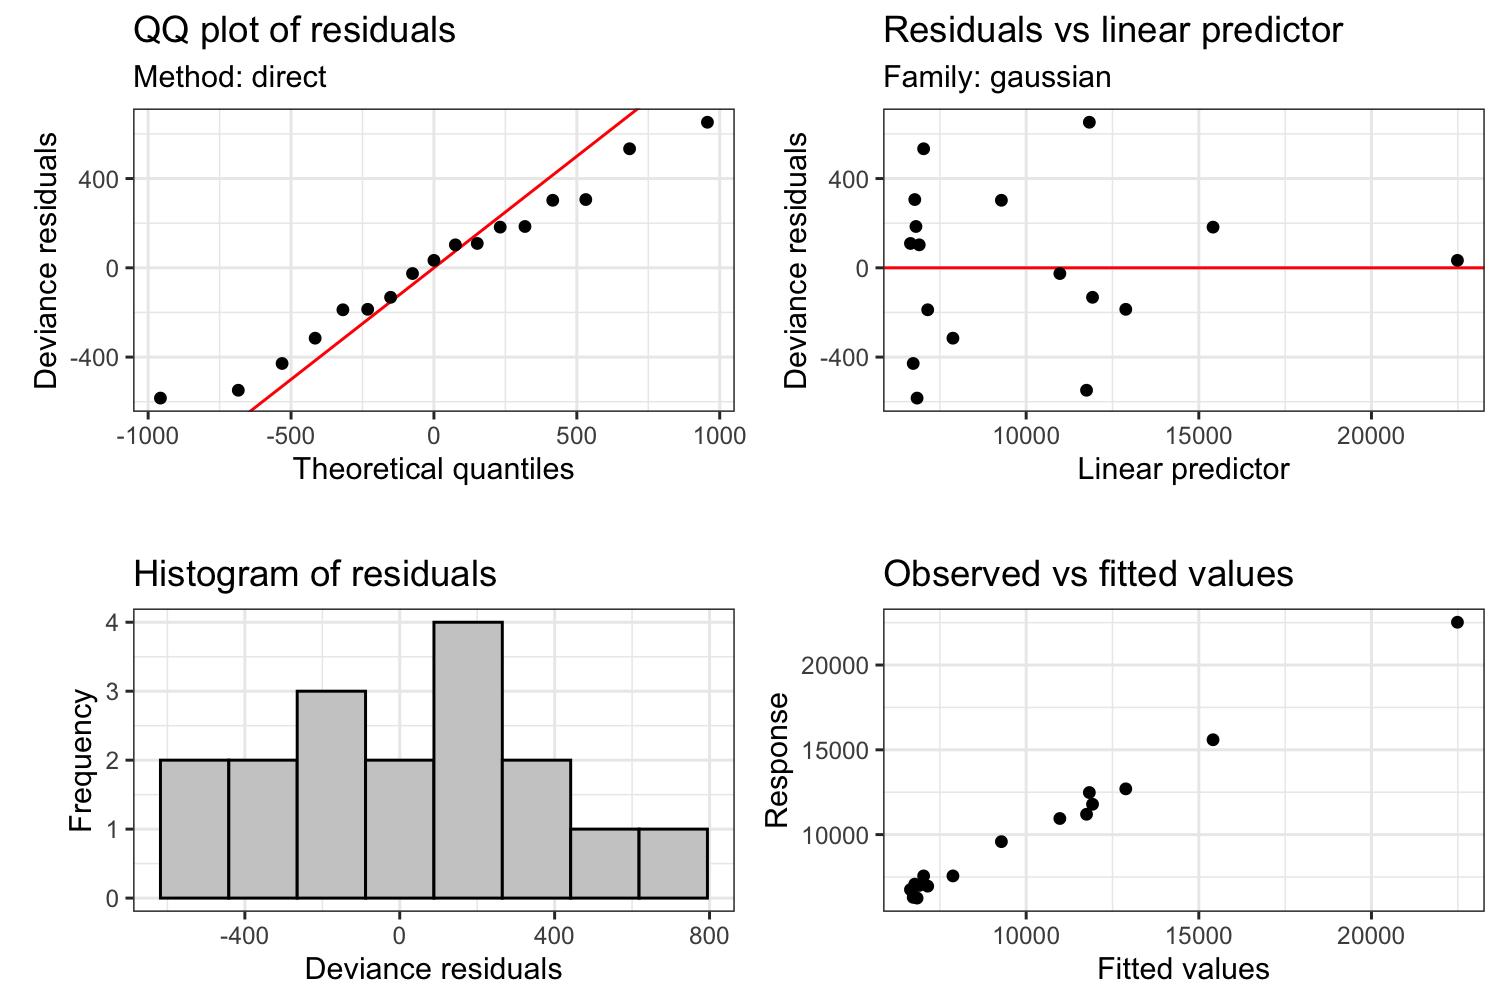 QQ plot of residuals
Method: direct
Deviance residuals
400
0
-400
-1000 -500 0 500 1000
Theoretical quantiles
Residuals vs linear predictor
Family: gaussian
Deviance residuals
400
0
-400
10000 15000 20000
Linear predictor
Histogram of residuals
Frequency
4
3
2
1
0
-400 0 400 800
Deviance residuals
Observed vs fitted values
Response
20000
15000
10000
10000 15000 20000
Fitted values